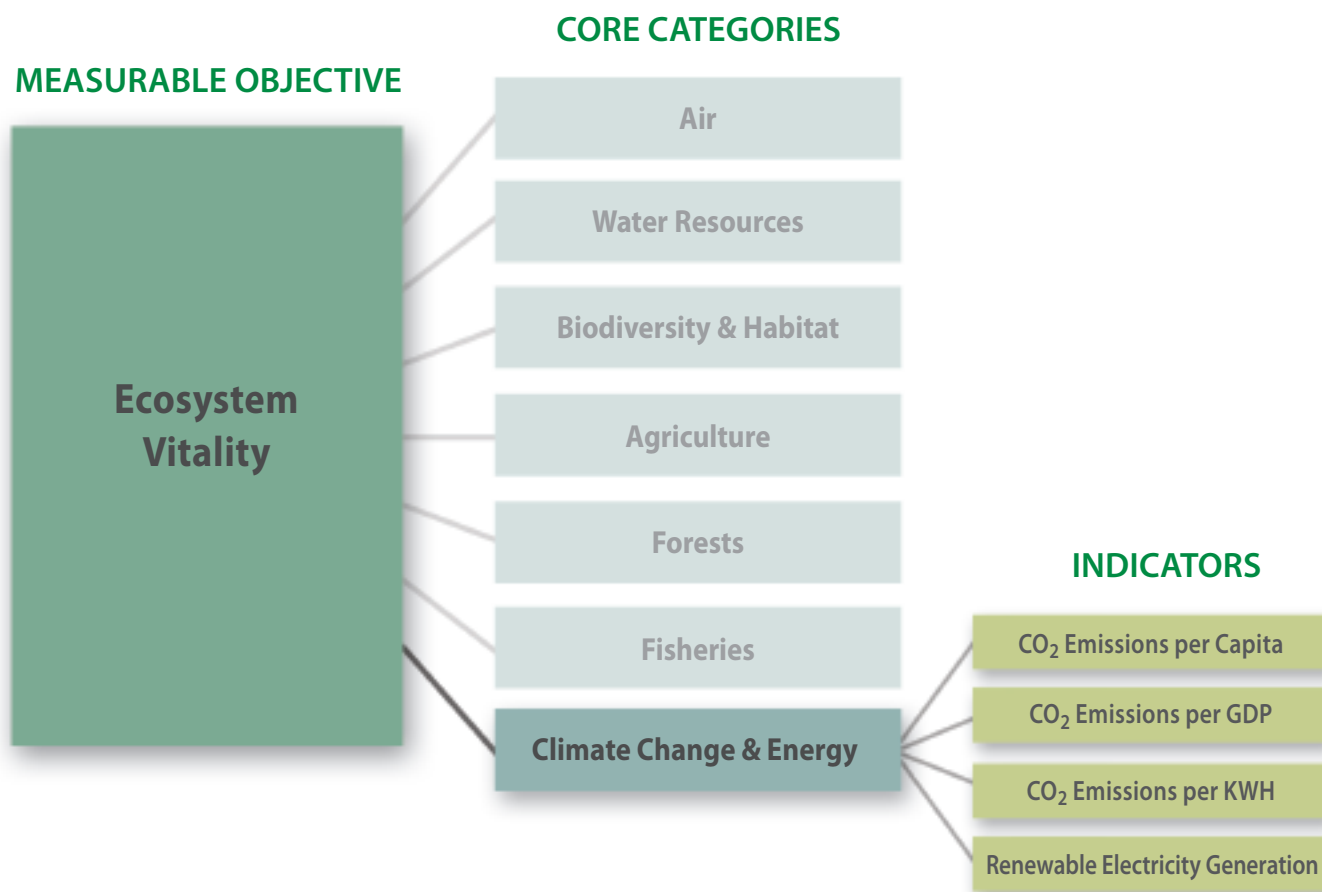 CORE CATEGORIES
MEASURABLE OBJECTIVE
Air
Water Resources
Biodiversity & Habitat
Ecosystem
Vitality
Agriculture
Forests
Fisheries
Climate Change & Energy
INDICATORS
CO₂ Emissions per Capita
CO₂ Emissions per GDP
CO₂ Emissions per KWH
Renewable Electricity Generation